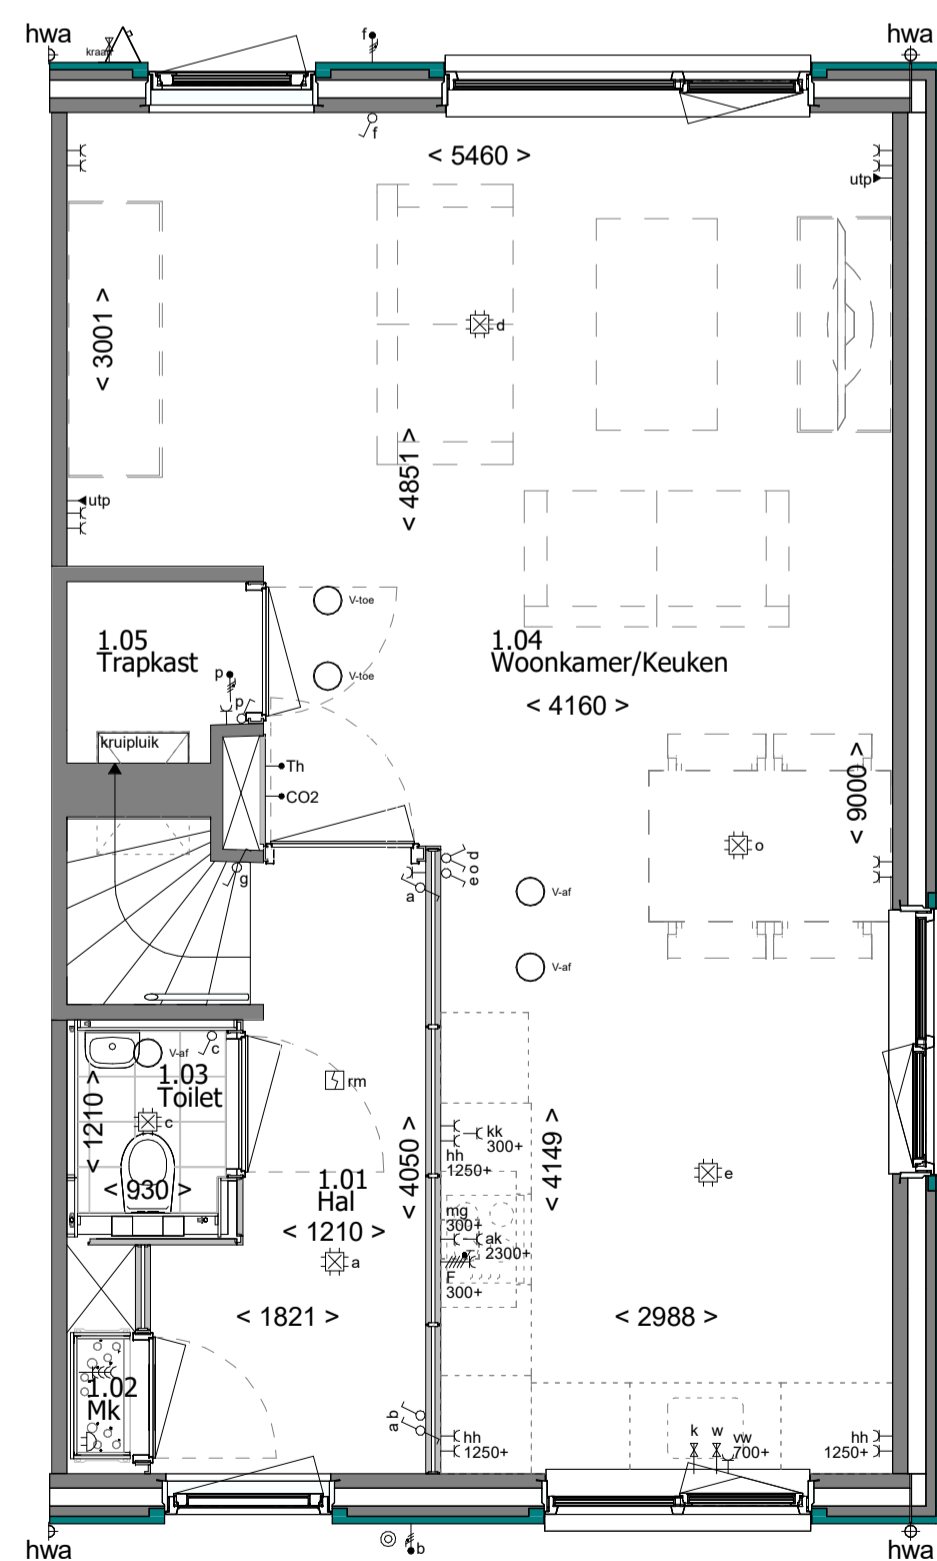 hwa
hwa
kraan
f
f
< 5460 >
utp
< 3001 >
d
< 4851 >
utp
1.05
Trapkast
V-toe
V-toe
1.04
Woonkamer/Keuken
< 4160 >
p
p
kruipluik
Th
CO2
< 9000 >
o
g
a
e o d
V-af
V-af
V-af
c
1.03
Toilet
c
< 1210 >
< 930 >
rm
1.01
Hal
< 1210 >
a
< 4050 >
kk
300+
hh
1250+
< 4149 >
e
mg
300+
ak
2300+
F
300+
< 1821 >
< 2988 >
1.02
Mk
a b
hh
1250+
k
w
vw
700+
hh
1250+
hwa
b
hwa